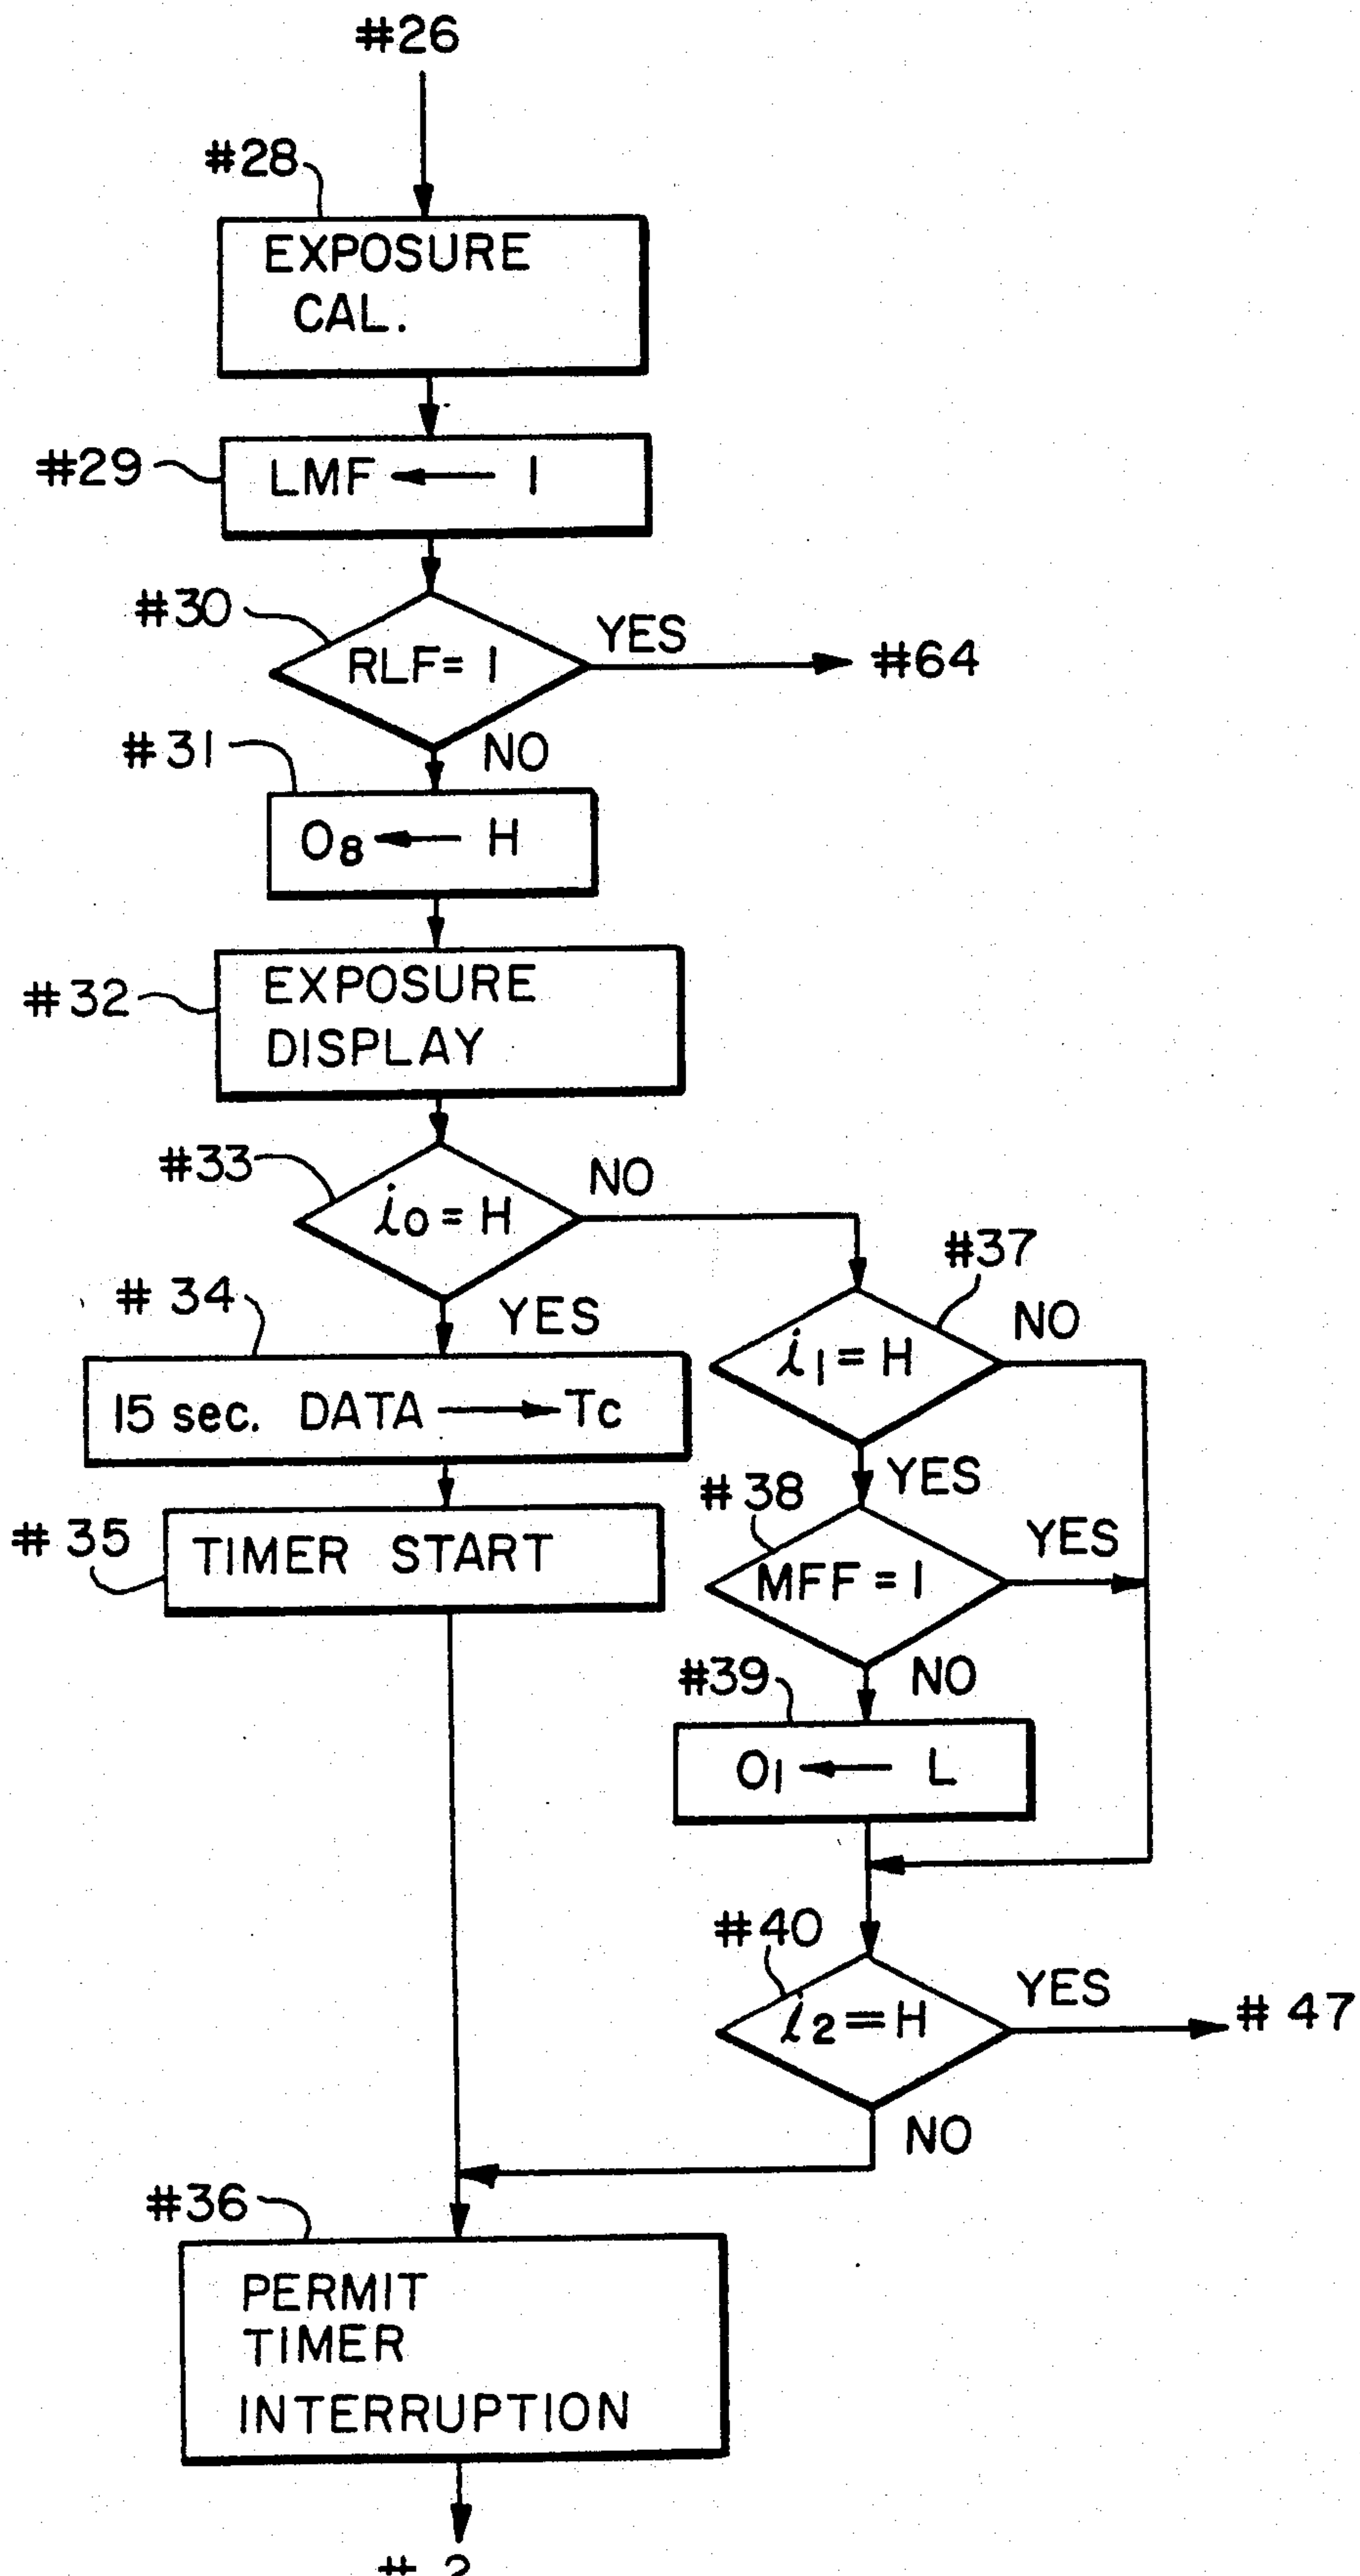 #26
#28
EXPOSURE
CAL.
#29
LMF ← 1
#30
RLF= 1
YES
#64
NO
#31
O8 ← H
#32
EXPOSURE
DISPLAY
#33
i0 = H
NO
YES
#34
15 sec. DATA → Tc
#35
TIMER START
#37
i1 = H
NO
YES
#38
MFF = 1
YES
NO
#39
O1 ← L
#40
i2 = H
YES
#47
NO
#36
PERMIT
TIMER
INTERRUPTION
# 2